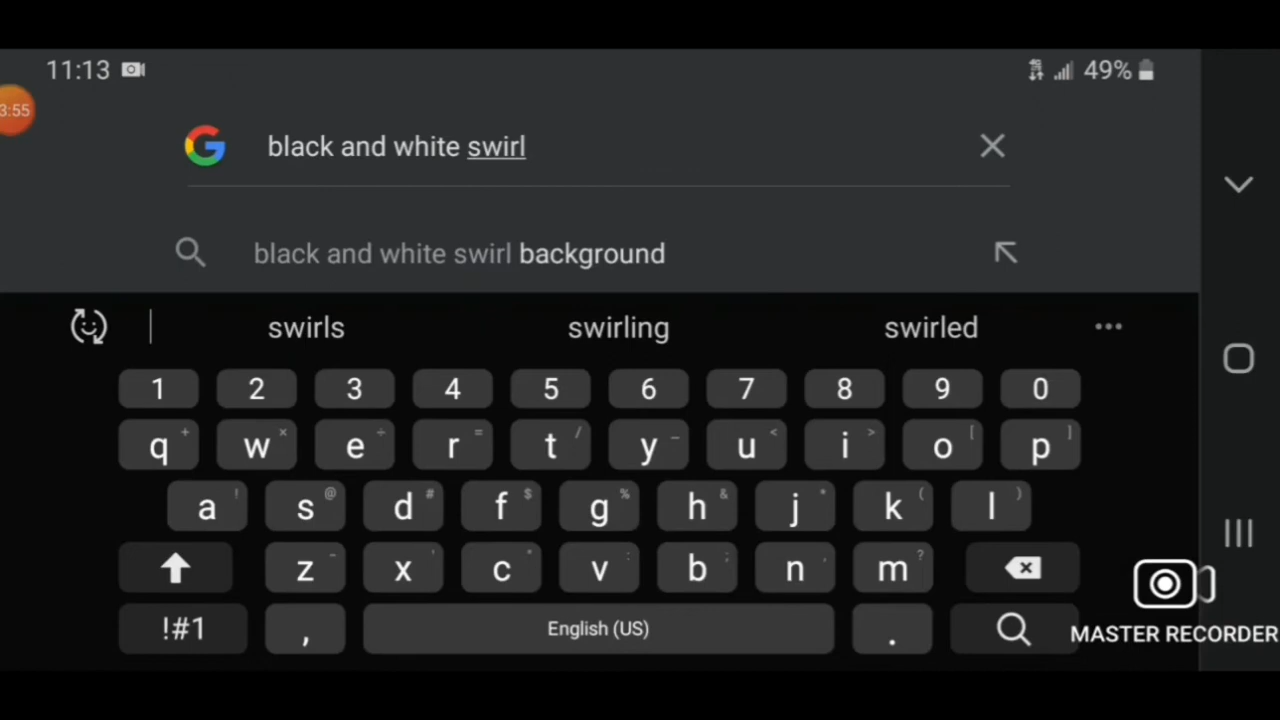 11:13 49%
3:55
black and white swirl
black and white swirl background
swirls swirling swirled
1 2 3 4 5 6 7 8 9 0
q + w × e ÷ r = t / y _ u < i > o [ p ]
a ! s @ d # f $ g % h & j * k ( l )
z - x ' c " v : b ; n , m ?
!#1 , English (US) .
MASTER RECORDER